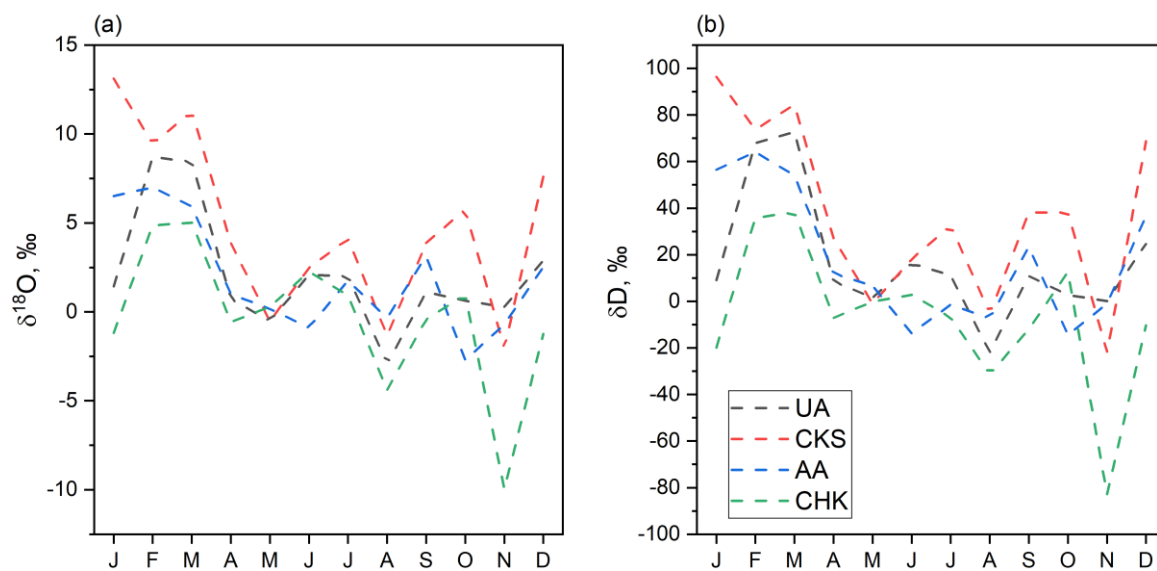 (a)
15
10
5
0
-5
-10
δ18O, ‰
J F M A M J J A S O N D
(b)
100
80
60
40
20
0
-20
-40
-60
-80
-100
δD, ‰
UA
CKS
AA
CHK
J F M A M J J A S O N D